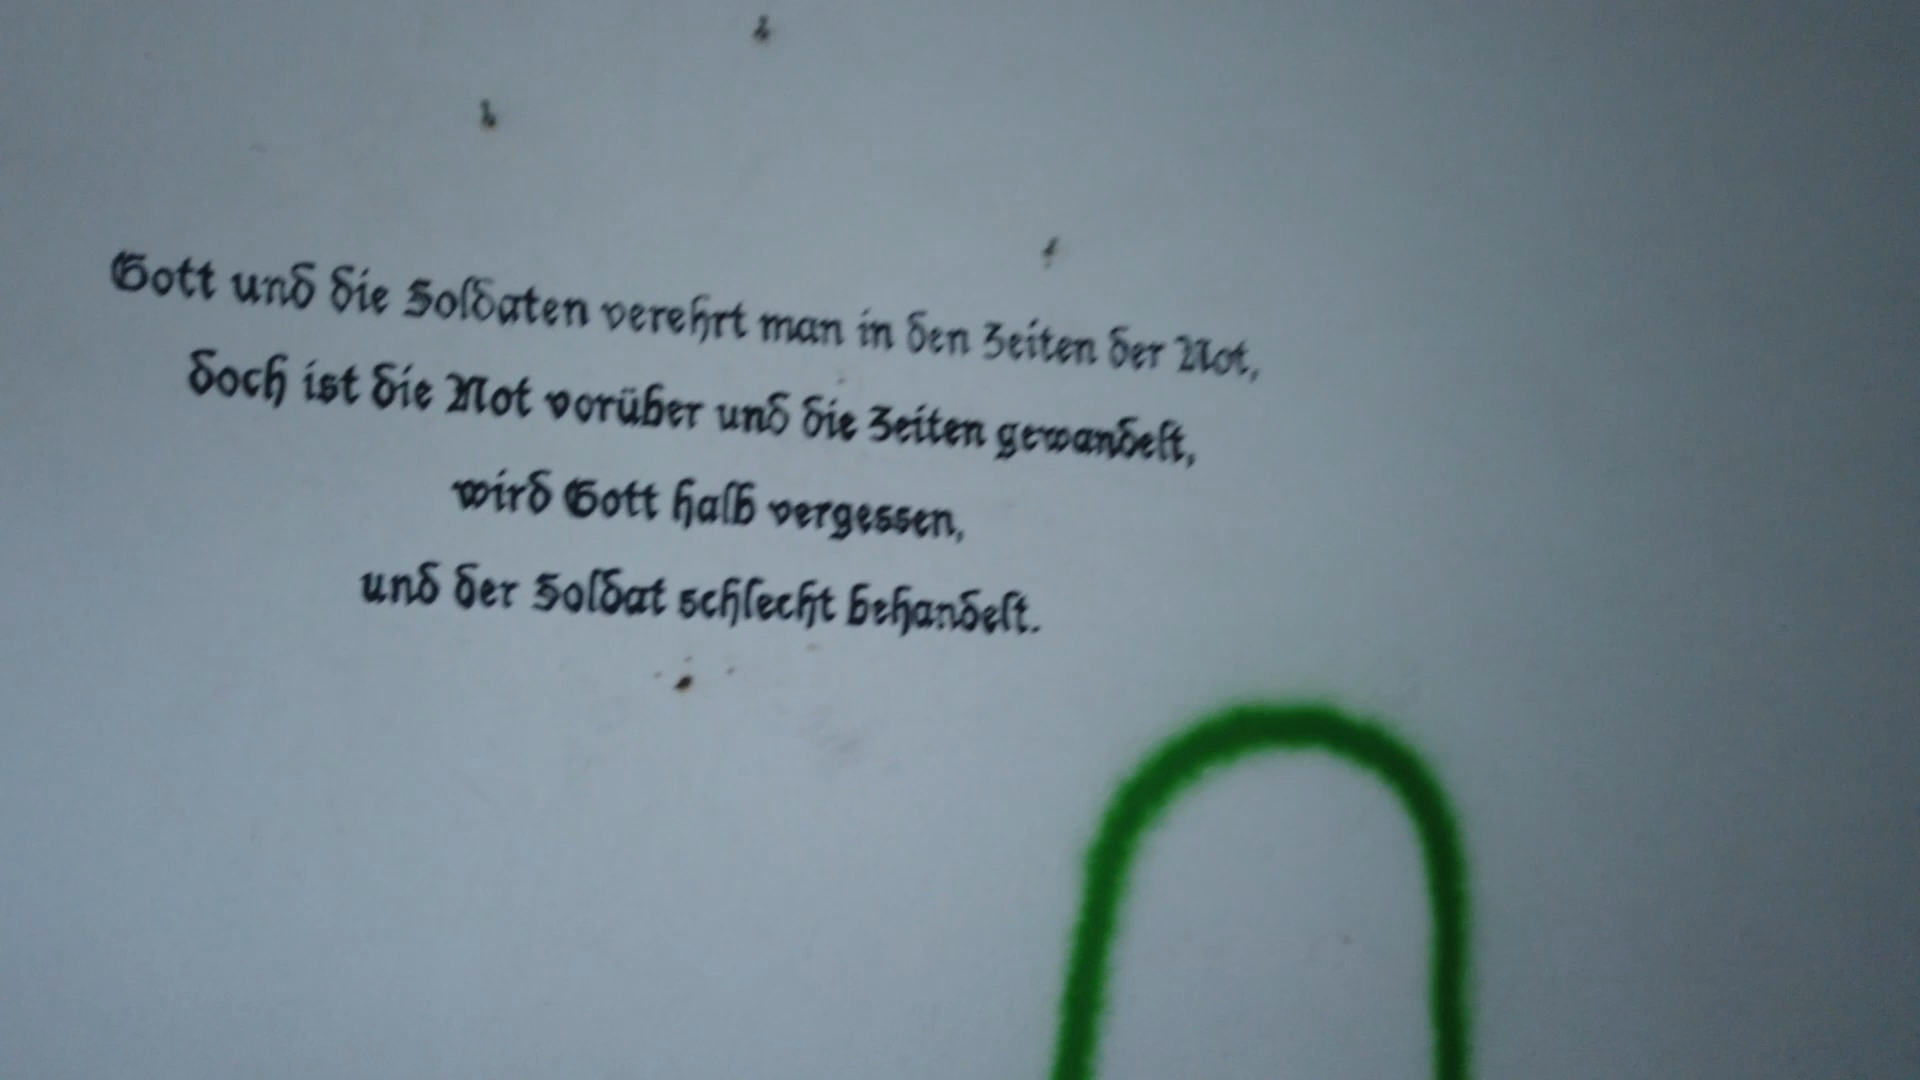 Gott und die Soldaten verehrt man in den Zeiten der Not,
doch ist die Not vorüber und die Zeiten gewandelt,
wird Gott halb vergessen,
und der Soldat schlecht behandelt.